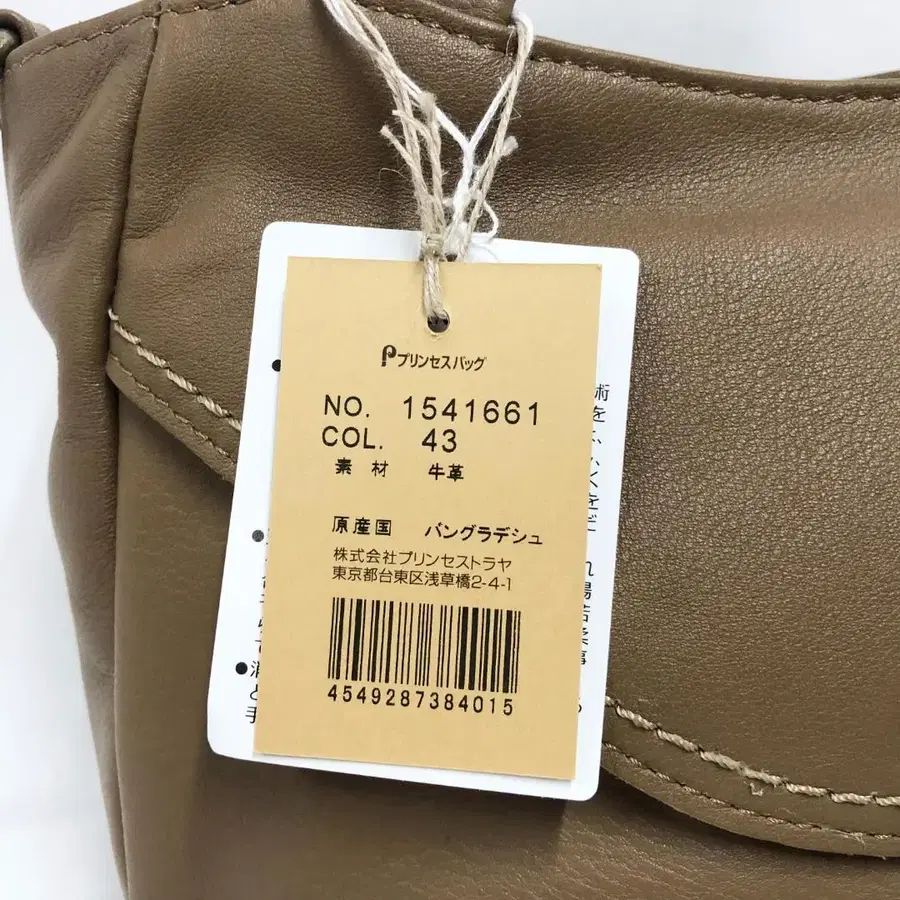 プリンセスバッグ
NO. 1541661
COL. 43
素材 牛革
原産国 バングラデシュ
株式会社プリンセストラヤ
東京都台東区浅草橋2-4-1
4549287384015